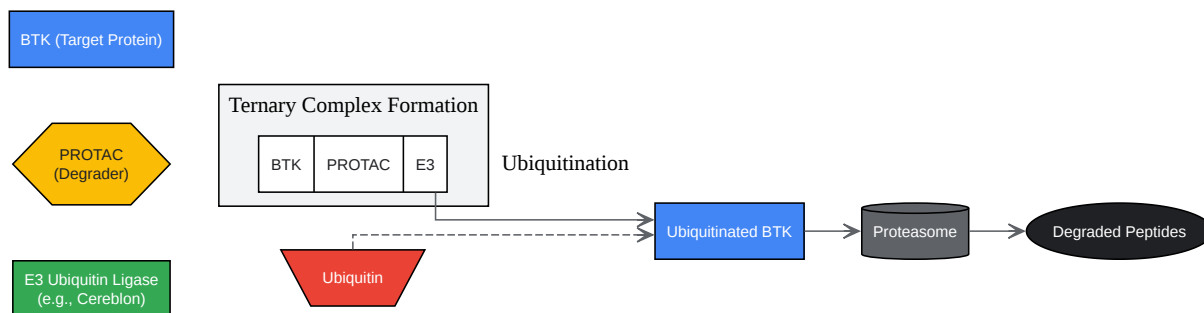 BTK (Target Protein)
PROTAC
(Degrader)
E3 Ubiquitin Ligase
(e.g., Cereblon)
Ternary Complex Formation
BTK
PROTAC
E3
Ubiquitination
Ubiquitin
Ubiquitinated BTK
Proteasome
Degraded Peptides